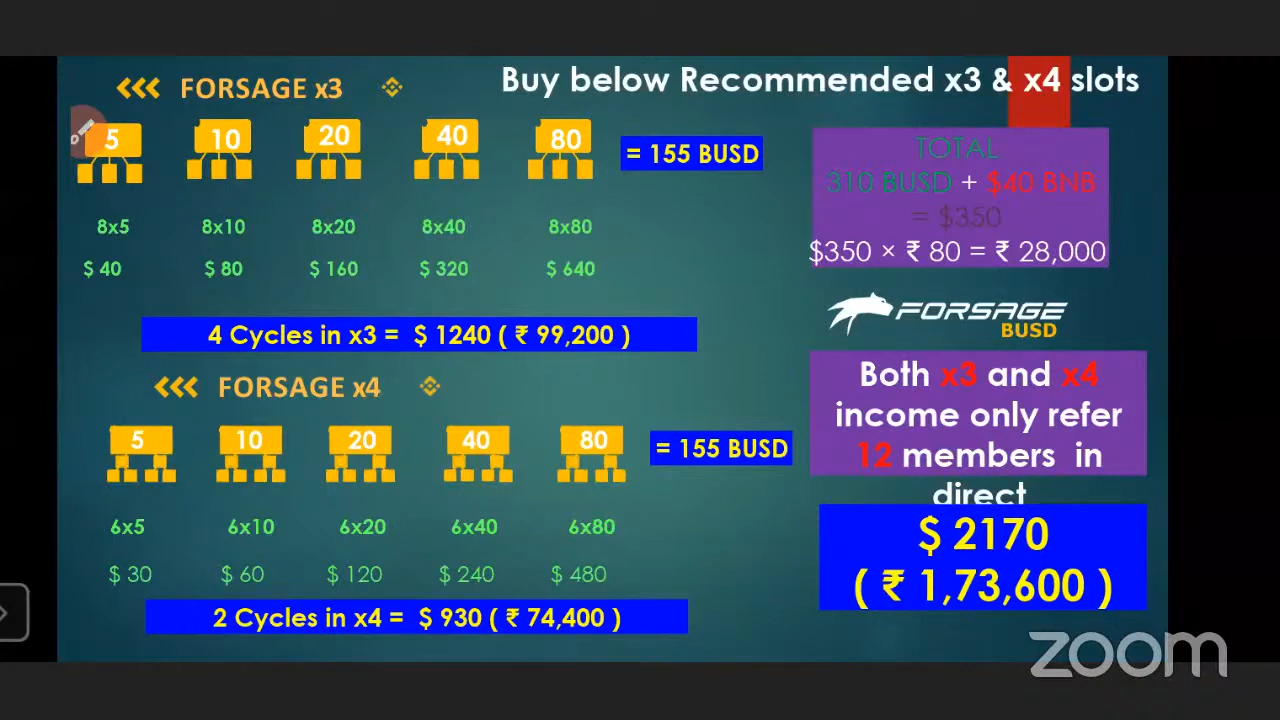 FORSAGE x3
Buy below Recommended x3 & x4 slots
5 10 20 40 80
= 155 BUSD
8x5 8x10 8x20 8x40 8x80
$ 40 $ 80 $ 160 $ 320 $ 640
4 Cycles in x3 = $ 1240 ( ₹ 99,200 )
TOTAL
310 BUSD + $40 BNB
= $350
$350 × ₹ 80 = ₹ 28,000
FORSAGE
BUSD
FORSAGE x4
5 10 20 40 80
= 155 BUSD
6x5 6x10 6x20 6x40 6x80
$ 30 $ 60 $ 120 $ 240 $ 480
2 Cycles in x4 = $ 930 ( ₹ 74,400 )
Both x3 and x4
income only refer
12 members in
direct
$ 2170
( ₹ 1,73,600 )
zoom